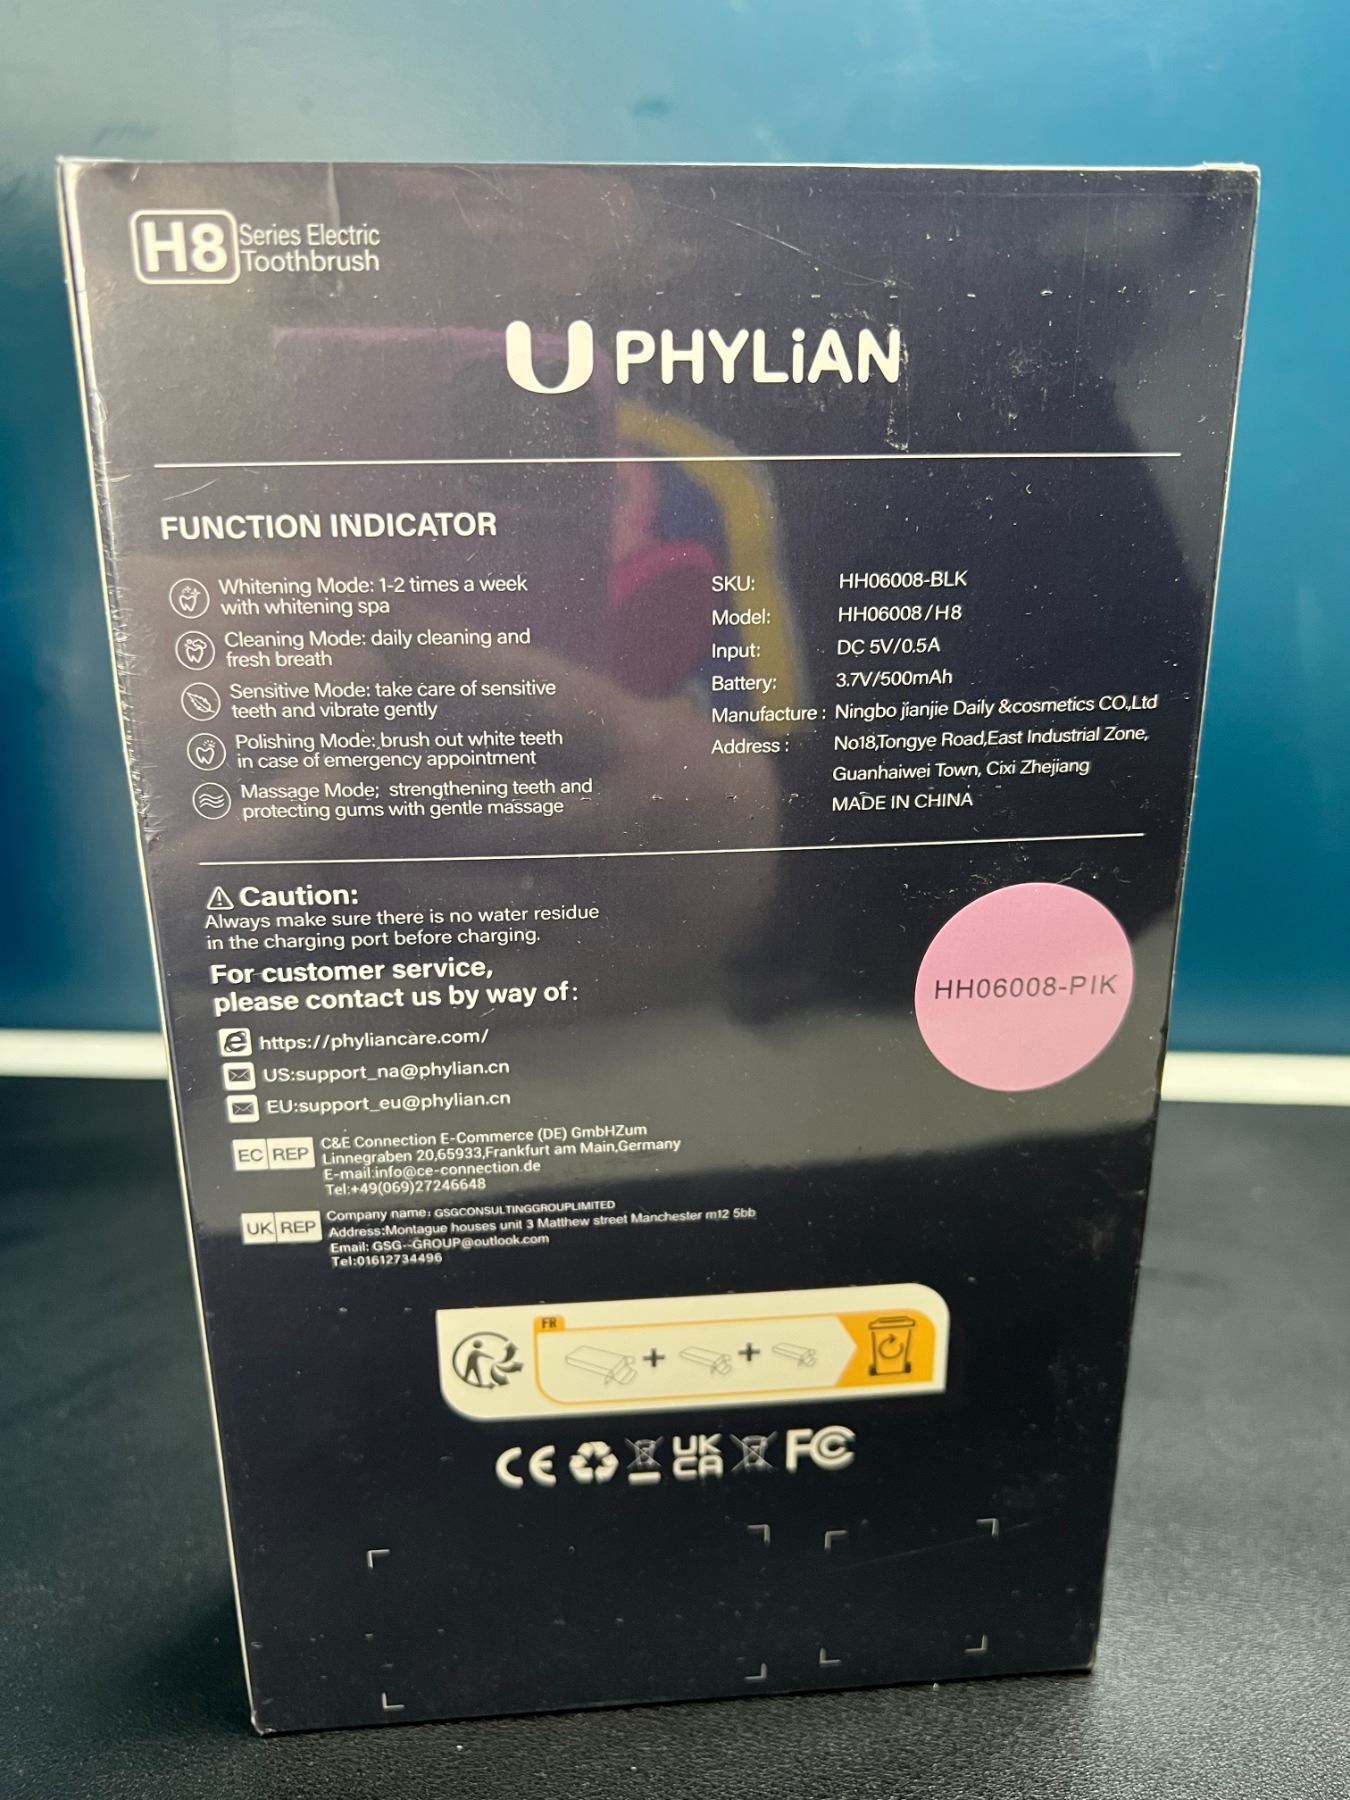 H8 Series Electric
Toothbrush
PHYLiAN
FUNCTION INDICATOR
Whitening Mode: 1-2 times a week
with whitening spa
Cleaning Mode: daily cleaning and
fresh breath
Sensitive Mode: take care of sensitive
teeth and vibrate gently
Polishing Mode: brush out white teeth
in case of emergency appointment
Massage Mode; strengthening teeth and
protecting gums with gentle massage
SKU: HH06008-BLK
Model: HH06008/H8
Input: DC 5V/0.5A
Battery: 3.7V/500mAh
Manufacture : Ningbo jianjie Daily &cosmetics CO.,Ltd
Address : No18,Tongye Road,East Industrial Zone,
Guanhaiwei Town, Cixi Zhejiang
MADE IN CHINA
Caution:
Always make sure there is no water residue
in the charging port before charging.
For customer service,
please contact us by way of:
https://phyliancare.com/
US:support_na@phylian.cn
EU:support_eu@phylian.cn
HH06008-PIK
EC REP C&E Connection E-Commerce (DE) GmbHZum
Linnegraben 20,65933,Frankfurt am Main,Germany
E-mail:info@ce-connection.de
Tel:+49(069)27246648
UK REP Company name: GSGCONSULTINGGROUPLIMITED
Address:Montague houses unit 3 Matthew street Manchester m12 5bb
Email: GSG--GROUP@outlook.com
Tel:01612734496
FR
+ +
CE UK CA FC